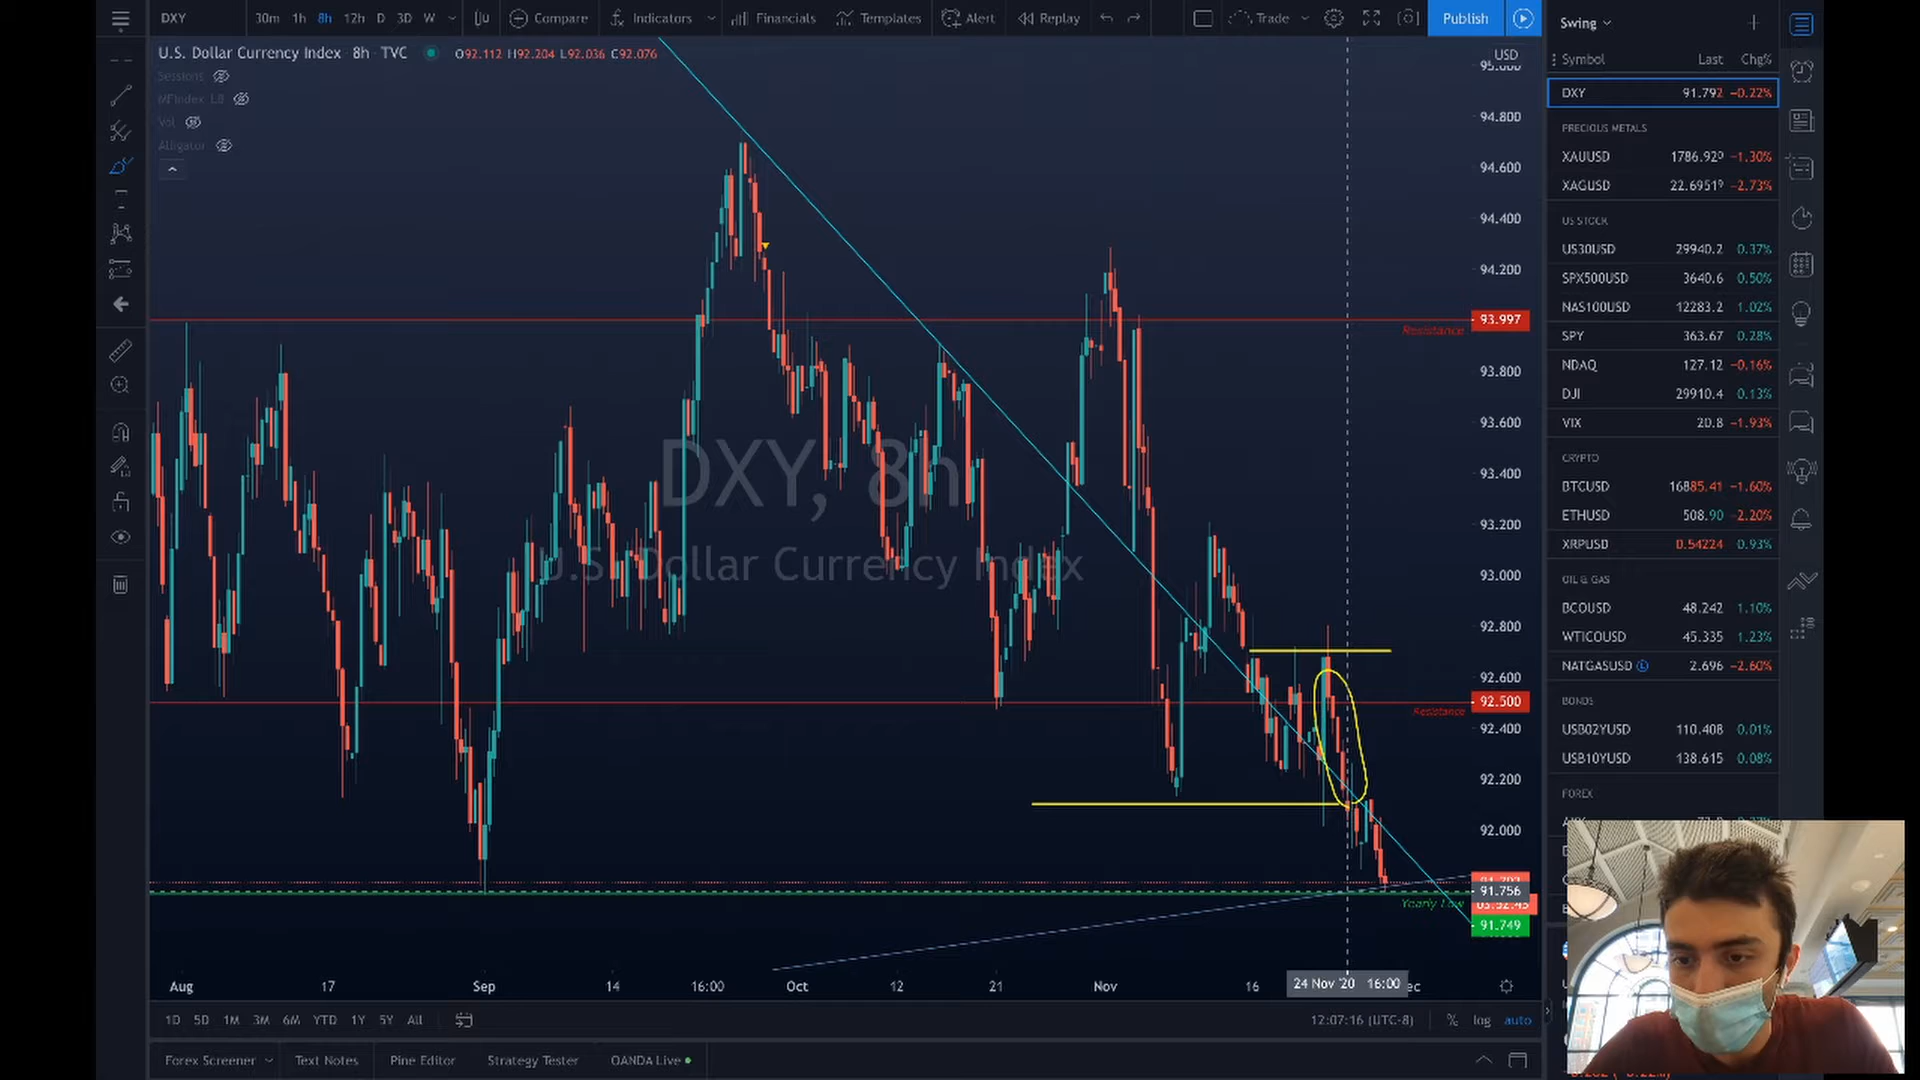 DXY 30m 1h 8h 12h D 3D W Compare Indicators Financials Templates Alert Replay Trade Publish
U.S. Dollar Currency Index 8h · TVC O92.112 H92.204 L92.036 C92.076
Sessions
MFIndex LB
Vol
Alligator
USD
94.800
94.600
94.400
94.200
93.997
Resistance
93.800
93.600
93.400
93.200
93.000
92.800
92.600
92.500
Resistance
92.400
92.200
92.000
91.756
Yearly Low
91.749
DXY, 8h
U.S. Dollar Currency Index
Aug 17 Sep 14 16:00 Oct 12 21 Nov 16 24 Nov '20 16:00
1D 5D 1M 3M 6M YTD 1Y 5Y All
12:07:16 (UTC-8) % log auto
Forex Screener Text Notes Pine Editor Strategy Tester OANDA Live
Swing
Symbol Last Chg%
DXY 91.792 −0.22%
PRECIOUS METALS
XAUUSD 1786.920 −1.30%
XAGUSD 22.6951 −2.73%
US STOCK
US30USD 29940.2 0.37%
SPX500USD 3640.6 0.50%
NAS100USD 12283.2 1.02%
SPY 363.67 0.28%
NDAQ 127.12 −0.16%
DJI 29910.4 0.13%
VIX 20.8 −1.93%
CRYPTO
BTCUSD 16885.41 −1.60%
ETHUSD 508.90 −2.20%
XRPUSD 0.54224 0.93%
OIL & GAS
BCOUSD 48.242 1.10%
WTICOUSD 45.335 1.23%
NATGASUSD 2.696 −2.60%
BONDS
USB02YUSD 110.408 0.01%
USB10YUSD 138.615 0.08%
FOREX